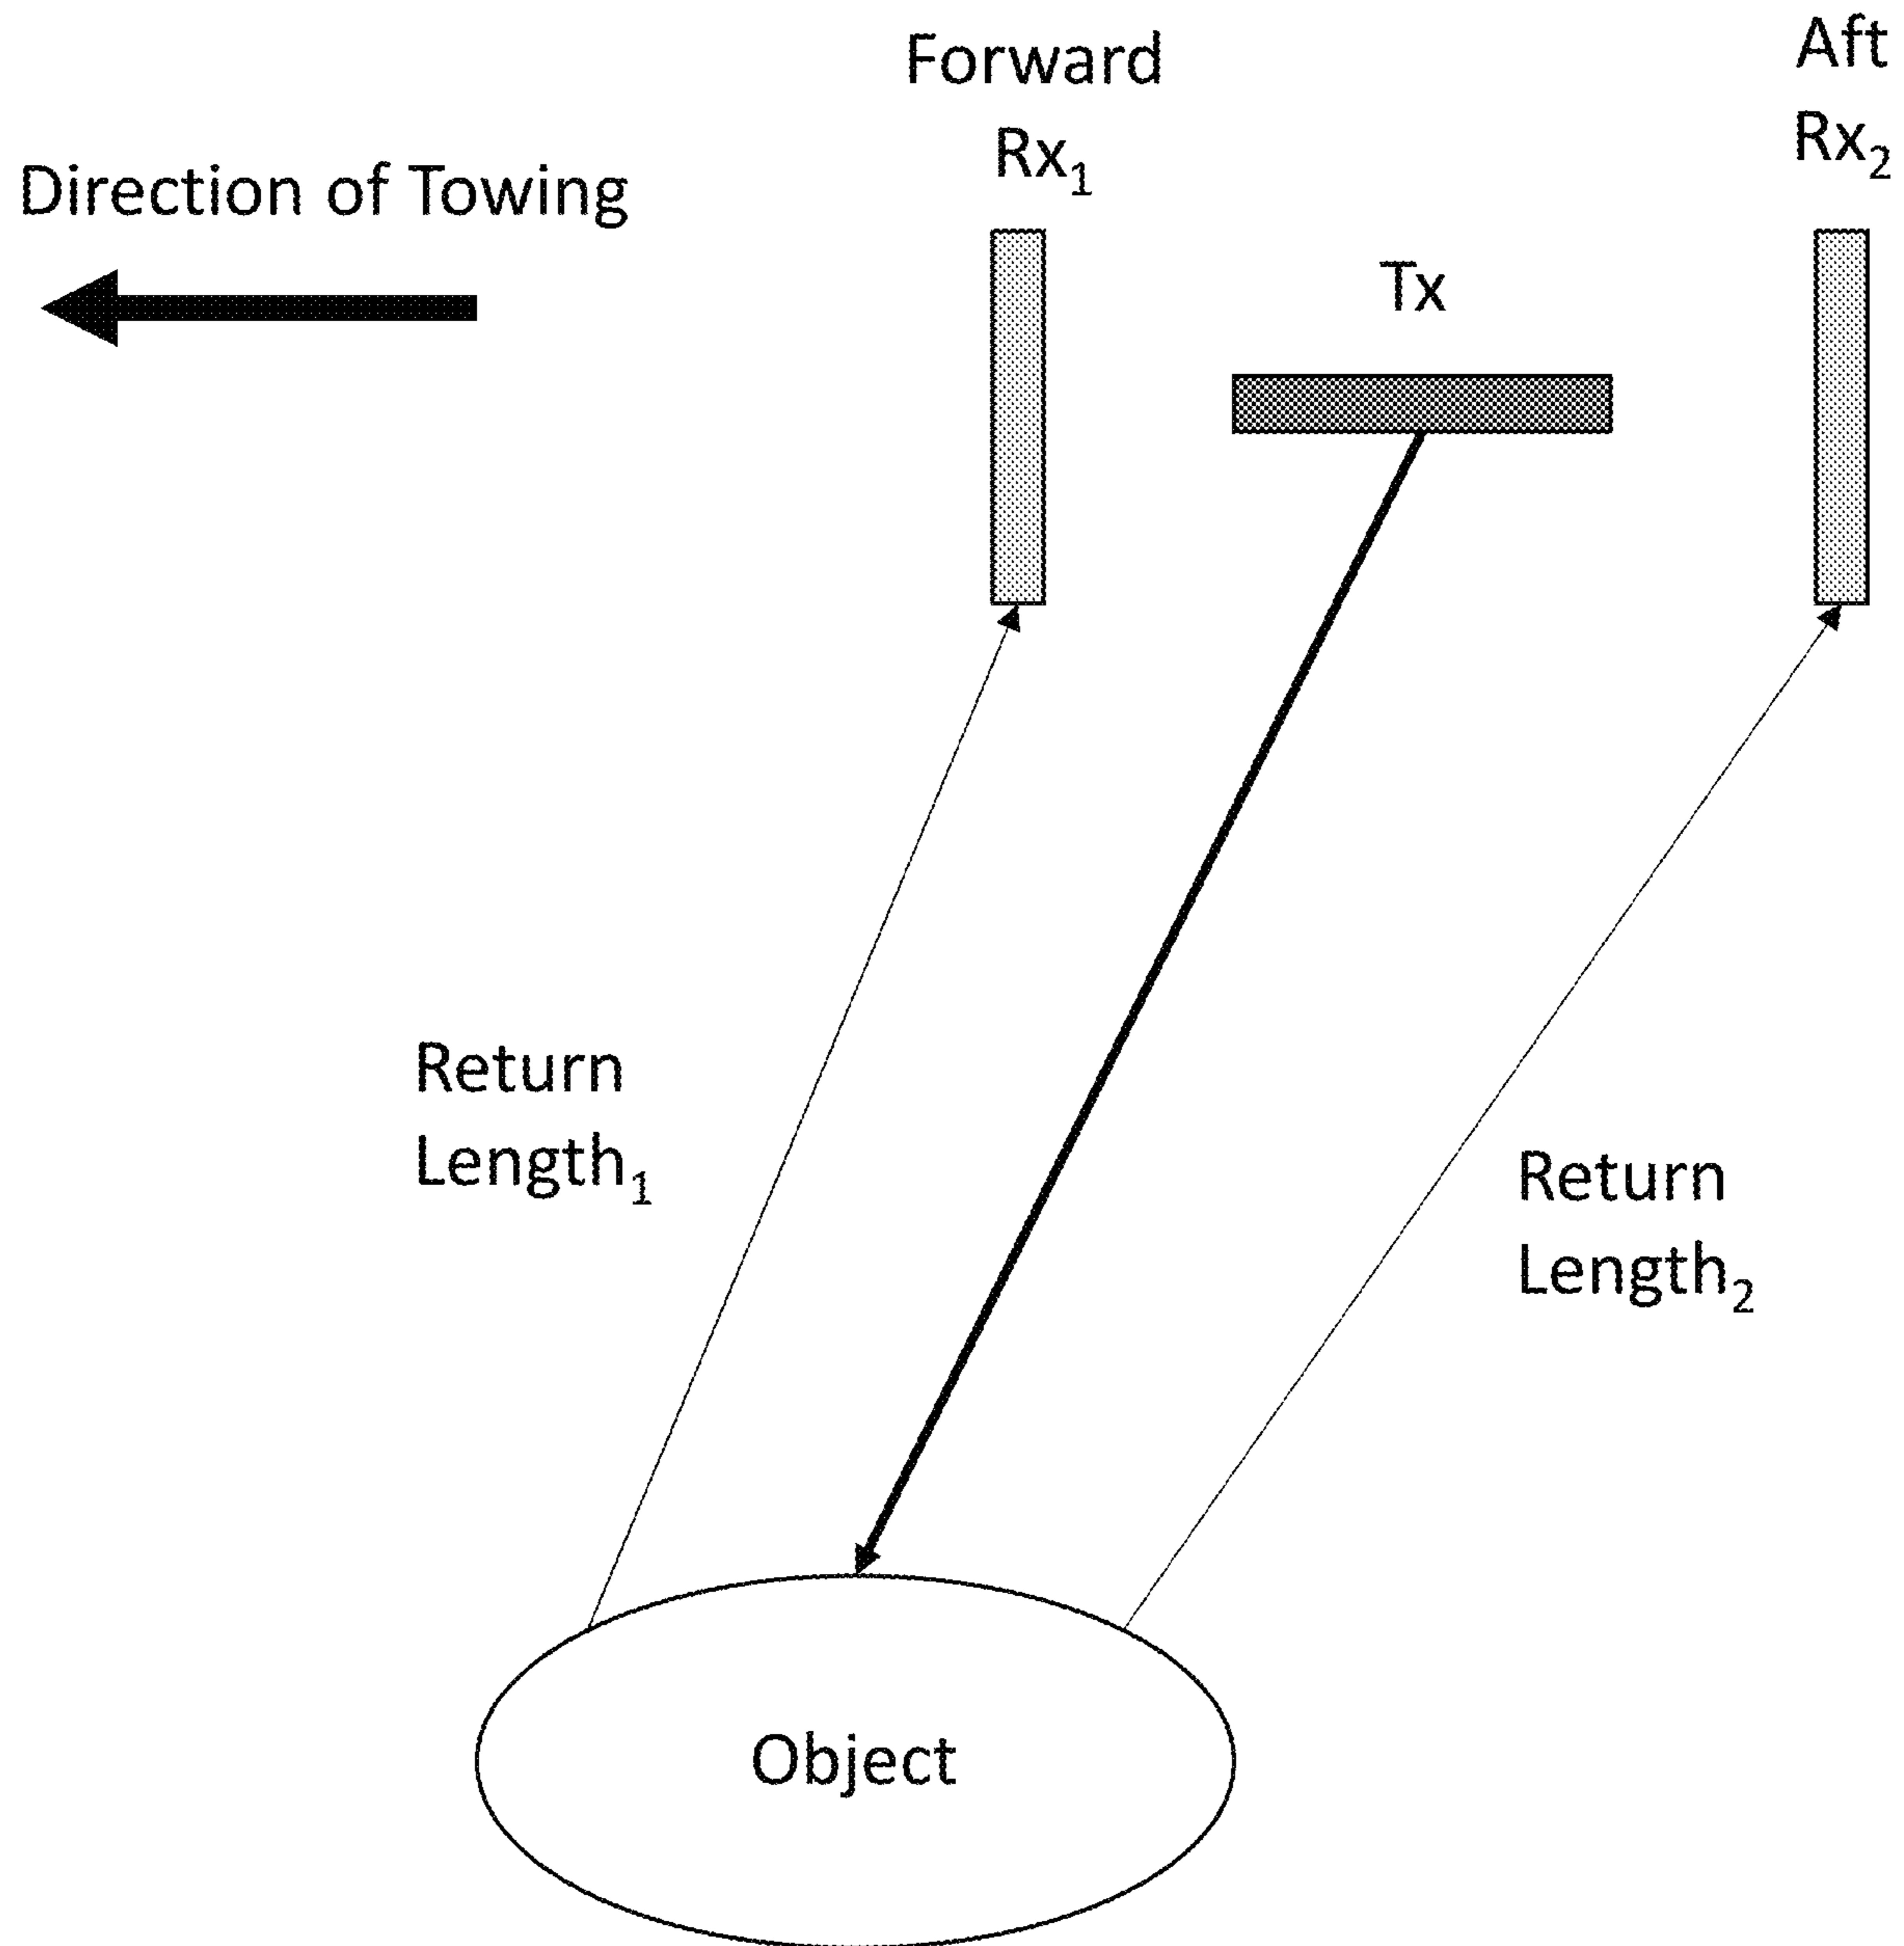 Forward
Rx₁
Aft
Rx₂
Direction of Towing
Tx
Return
Length₁
Return
Length₂
Object